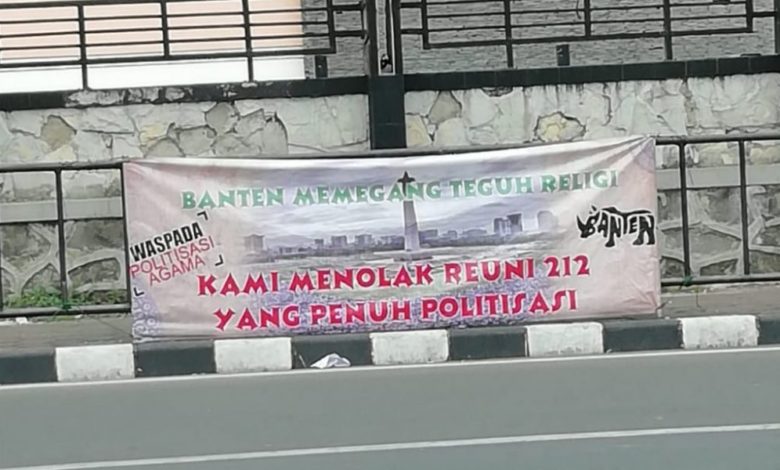 BANTEN MEMEGANG TEGUH RELIGI
WASPADA
POLITISASI
AGAMA
BANTEN
KAMI MENOLAK REUNI 212
YANG PENUH POLITISASI